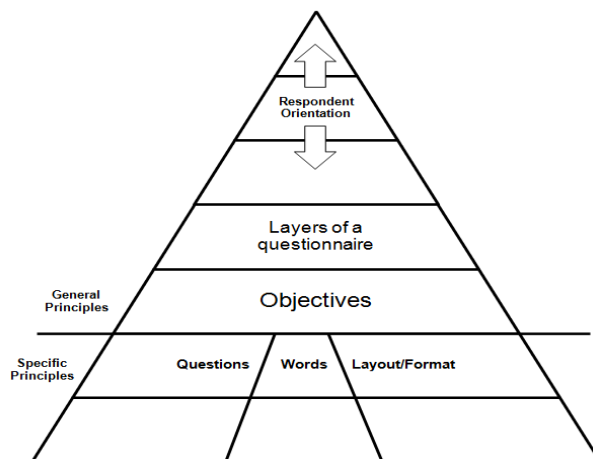 Respondent
Orientation
Layers of a
questionnaire
General
Principles
Objectives
Specific
Principles
Questions
Words
Layout/Format